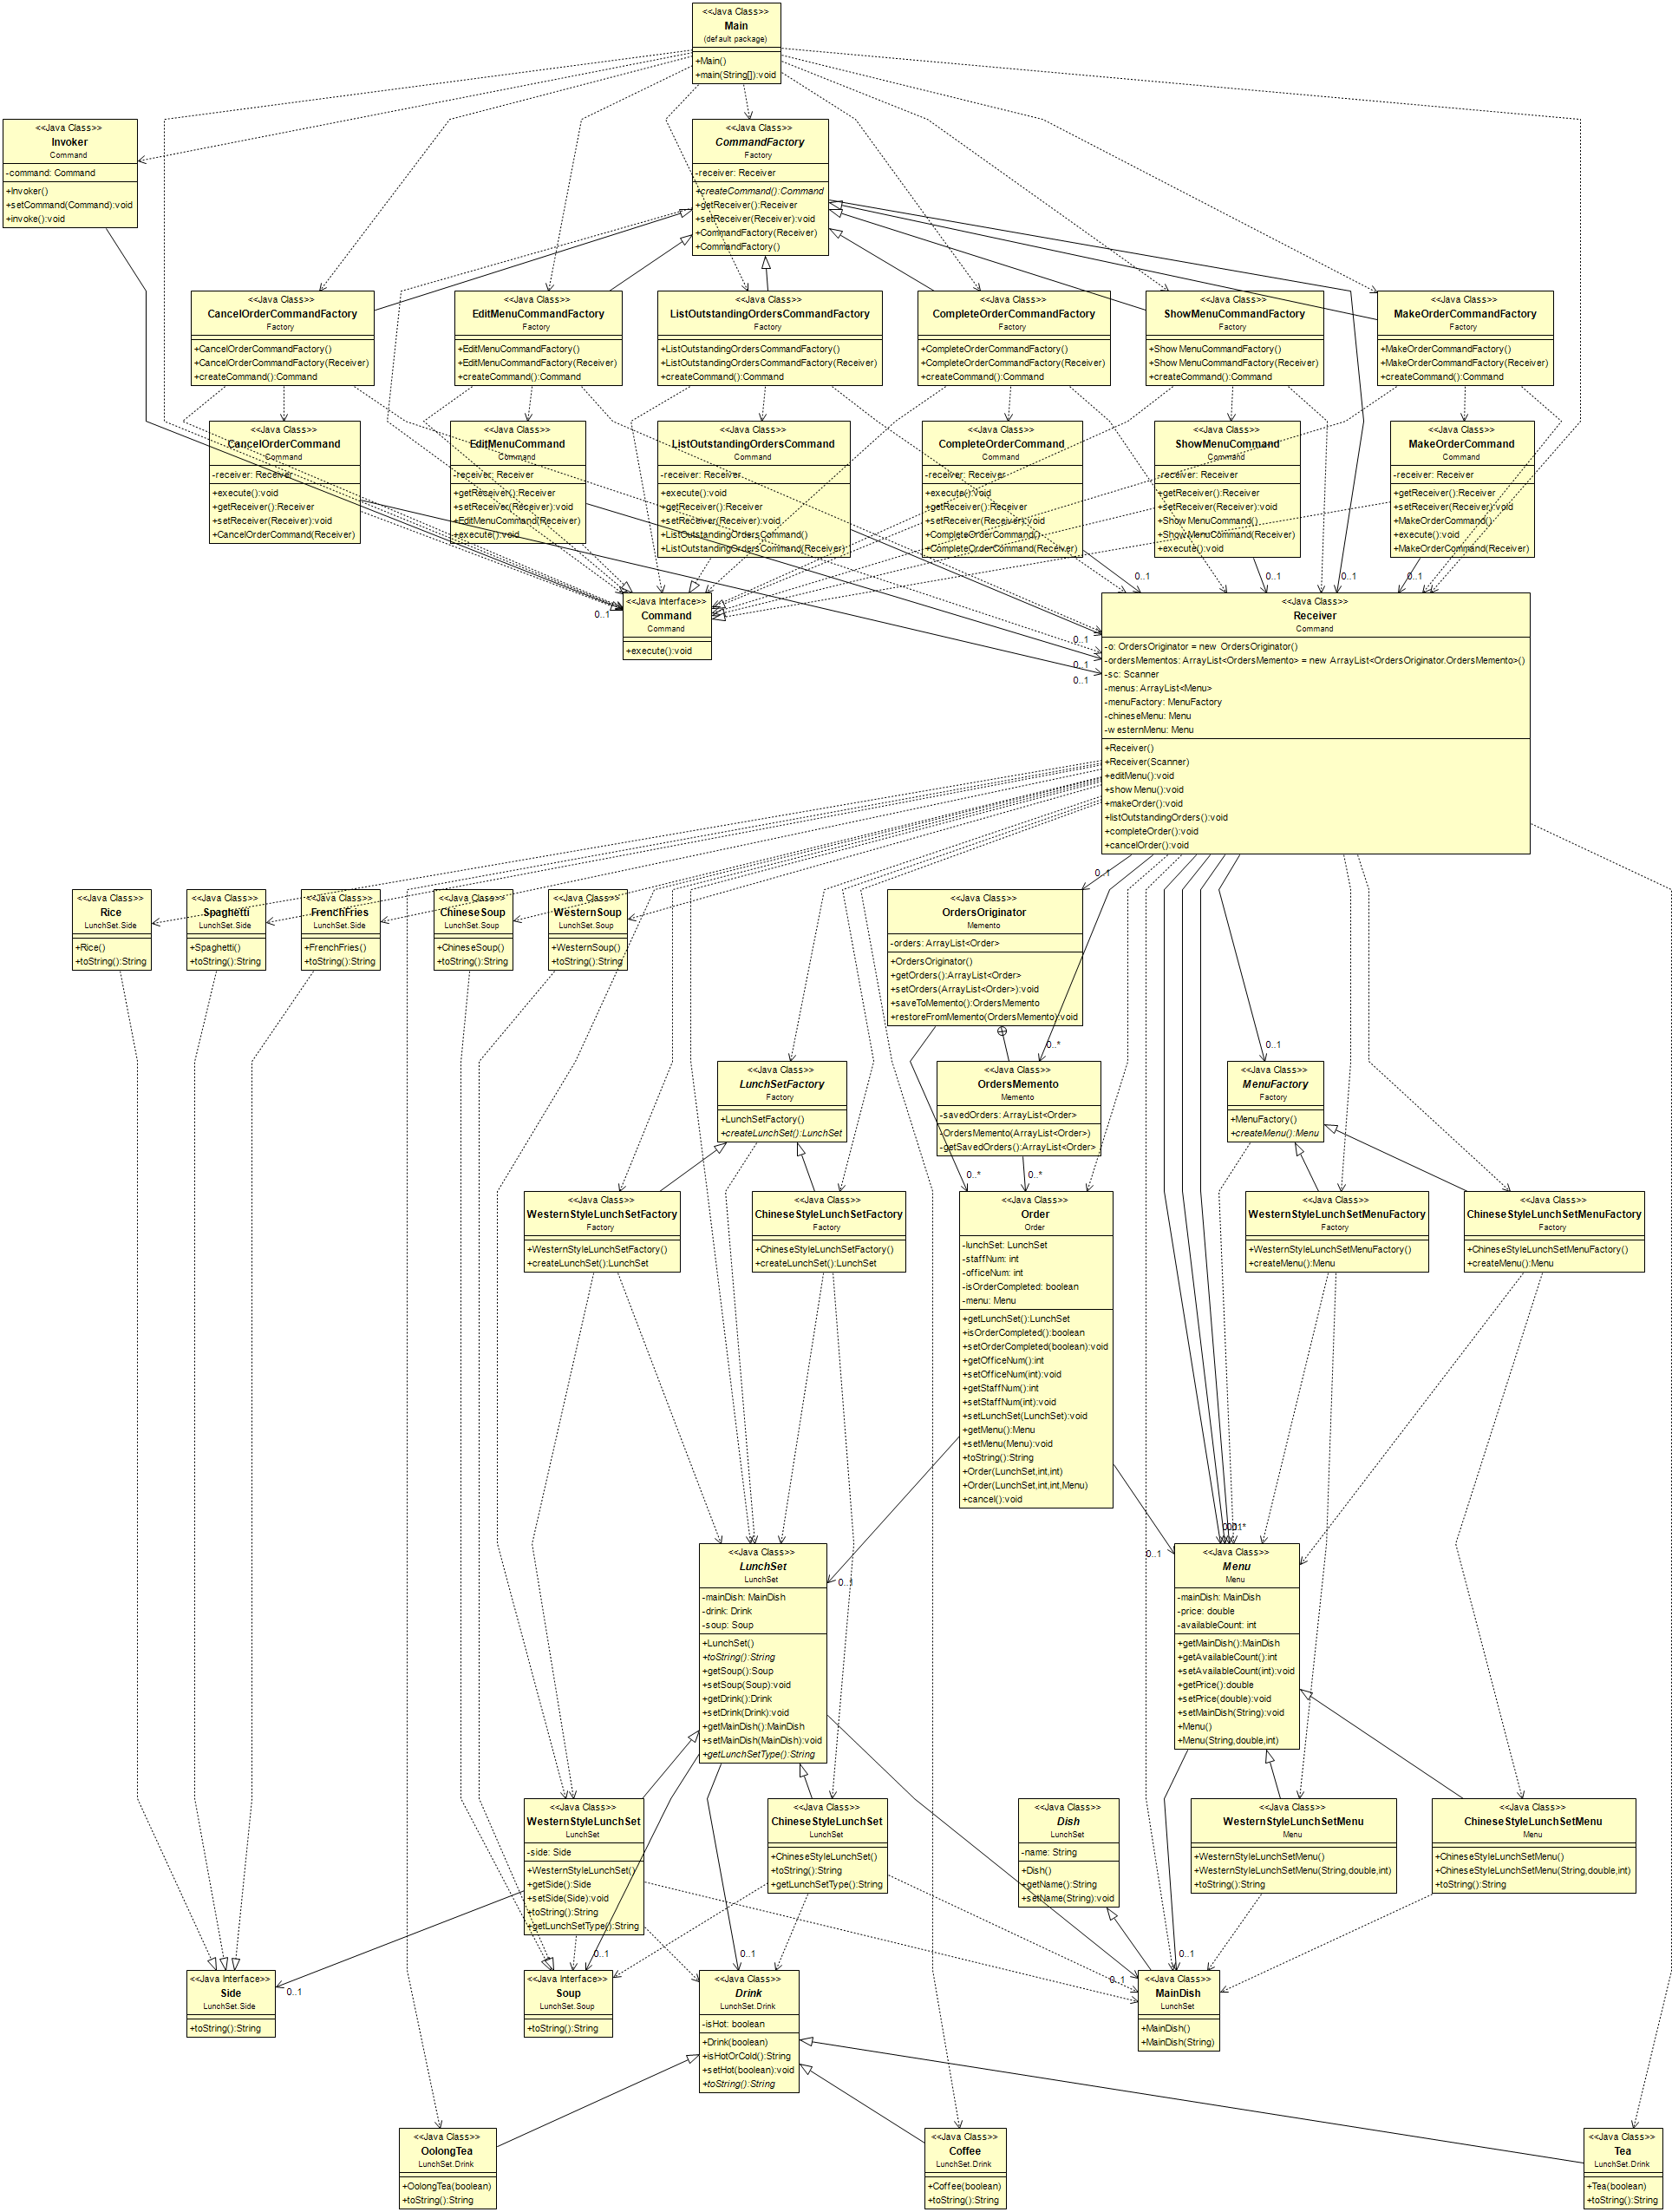 <<Java Class>>
Main
(default package)
+Main()
+main(String[]):void
<<Java Class>>
Invoker
Command
-command: Command
+Invoker()
+setCommand(Command):void
+invoke():void
<<Java Class>>
CommandFactory
Factory
-receiver: Receiver
+createCommand():Command
+getReceiver():Receiver
+setReceiver(Receiver):void
+CommandFactory(Receiver)
+CommandFactory()
<<Java Class>>
CancelOrderCommandFactory
Factory
+CancelOrderCommandFactory()
+CancelOrderCommandFactory(Receiver)
+createCommand():Command
<<Java Class>>
EditMenuCommandFactory
Factory
+EditMenuCommandFactory()
+EditMenuCommandFactory(Receiver)
+createCommand():Command
<<Java Class>>
ListOutstandingOrdersCommandFactory
Factory
+ListOutstandingOrdersCommandFactory()
+ListOutstandingOrdersCommandFactory(Receiver)
+createCommand():Command
<<Java Class>>
CompleteOrderCommandFactory
Factory
+CompleteOrderCommandFactory()
+CompleteOrderCommandFactory(Receiver)
+createCommand():Command
<<Java Class>>
ShowMenuCommandFactory
Factory
+ShowMenuCommandFactory()
+ShowMenuCommandFactory(Receiver)
+createCommand():Command
<<Java Class>>
MakeOrderCommandFactory
Factory
+MakeOrderCommandFactory()
+MakeOrderCommandFactory(Receiver)
+createCommand():Command
<<Java Class>>
CancelOrderCommand
Command
-receiver: Receiver
+execute():void
+getReceiver():Receiver
+setReceiver(Receiver):void
+CancelOrderCommand(Receiver)
<<Java Class>>
EditMenuCommand
Command
-receiver: Receiver
+getReceiver():Receiver
+setReceiver(Receiver):void
+EditMenuCommand(Receiver)
+execute():void
<<Java Class>>
ListOutstandingOrdersCommand
Command
-receiver: Receiver
+execute():void
+getReceiver():Receiver
+setReceiver(Receiver):void
+ListOutstandingOrdersCommand()
+ListOutstandingOrdersCommand(Receiver)
<<Java Class>>
CompleteOrderCommand
Command
-receiver: Receiver
+execute():void
+getReceiver():Receiver
+setReceiver(Receiver):void
+CompleteOrderCommand()
+CompleteOrderCommand(Receiver)
<<Java Class>>
ShowMenuCommand
Command
-receiver: Receiver
+getReceiver():Receiver
+setReceiver(Receiver):void
+ShowMenuCommand()
+ShowMenuCommand(Receiver)
+execute():void
<<Java Class>>
MakeOrderCommand
Command
-receiver: Receiver
+getReceiver():Receiver
+setReceiver(Receiver):void
+MakeOrderCommand()
+execute():void
+MakeOrderCommand(Receiver)
0..1
0..1
0..1
0..1
0..1
<<Java Interface>>
Command
Command
+execute():void
0..1
0..1
0..1
<<Java Class>>
Receiver
Command
-o: OrdersOriginator = new OrdersOriginator()
-ordersMementos: ArrayList<OrdersMemento> = new ArrayList<OrdersOriginator.OrdersMemento>()
-sc: Scanner
-menus: ArrayList<Menu>
-menuFactory: MenuFactory
-chineseMenu: Menu
-westernMenu: Menu
+Receiver()
+Receiver(Scanner)
+editMenu():void
+showMenu():void
+makeOrder():void
+listOutstandingOrders():void
+completeOrder():void
+cancelOrder():void
0..1
<<Java Class>>
Rice
LunchSet.Side
+Rice()
+toString():String
<<Java Class>>
Spaghetti
LunchSet.Side
+Spaghetti()
+toString():String
<<Java Class>>
FrenchFries
LunchSet.Side
+FrenchFries()
+toString():String
<<Java Class>>
ChineseSoup
LunchSet.Soup
+ChineseSoup()
+toString():String
<<Java Class>>
WesternSoup
LunchSet.Soup
+WesternSoup()
+toString():String
<<Java Class>>
OrdersOriginator
Memento
-orders: ArrayList<Order>
+OrdersOriginator()
+getOrders():ArrayList<Order>
+setOrders(ArrayList<Order>):void
+saveToMemento():OrdersMemento
+restoreFromMemento(OrdersMemento):void
0..*
0..1
<<Java Class>>
LunchSetFactory
Factory
+LunchSetFactory()
+createLunchSet():LunchSet
<<Java Class>>
OrdersMemento
Memento
-savedOrders: ArrayList<Order>
-OrdersMemento(ArrayList<Order>)
-getSavedOrders():ArrayList<Order>
<<Java Class>>
MenuFactory
Factory
+MenuFactory()
+createMenu():Menu
0..*
0..*
<<Java Class>>
WesternStyleLunchSetFactory
Factory
+WesternStyleLunchSetFactory()
+createLunchSet():LunchSet
<<Java Class>>
ChineseStyleLunchSetFactory
Factory
+ChineseStyleLunchSetFactory()
+createLunchSet():LunchSet
<<Java Class>>
Order
Order
-lunchSet: LunchSet
-staffNum: int
-officeNum: int
-isOrderCompleted: boolean
-menu: Menu
+getLunchSet():LunchSet
+isOrderCompleted():boolean
+setOrderCompleted(boolean):void
+getOfficeNum():int
+setOfficeNum(int):void
+getStaffNum():int
+setStaffNum(int):void
+setLunchSet(LunchSet):void
+getMenu():Menu
+setMenu(Menu):void
+toString():String
+Order(LunchSet,int,int)
+Order(LunchSet,int,int,Menu)
+cancel():void
<<Java Class>>
WesternStyleLunchSetMenuFactory
Factory
+WesternStyleLunchSetMenuFactory()
+createMenu():Menu
<<Java Class>>
ChineseStyleLunchSetMenuFactory
Factory
+ChineseStyleLunchSetMenuFactory()
+createMenu():Menu
0..1
0..1
<<Java Class>>
LunchSet
LunchSet
-mainDish: MainDish
-drink: Drink
-soup: Soup
+LunchSet()
+toString():String
+getSoup():Soup
+setSoup(Soup):void
+getDrink():Drink
+setDrink(Drink):void
+getMainDish():MainDish
+setMainDish(MainDish):void
+getLunchSetType():String
<<Java Class>>
Menu
Menu
-mainDish: MainDish
-price: double
-availableCount: int
+getMainDish():MainDish
+getAvailableCount():int
+setAvailableCount(int):void
+getPrice():double
+setPrice(double):void
+setMainDish(String):void
+Menu()
+Menu(String,double,int)
<<Java Class>>
WesternStyleLunchSet
LunchSet
-side: Side
+WesternStyleLunchSet()
+getSide():Side
+setSide(Side):void
+toString():String
+getLunchSetType():String
<<Java Class>>
ChineseStyleLunchSet
LunchSet
+ChineseStyleLunchSet()
+toString():String
+getLunchSetType():String
<<Java Class>>
Dish
LunchSet
-name: String
+Dish()
+getName():String
+setName(String):void
<<Java Class>>
WesternStyleLunchSetMenu
Menu
+WesternStyleLunchSetMenu()
+WesternStyleLunchSetMenu(String,double,int)
+toString():String
<<Java Class>>
ChineseStyleLunchSetMenu
Menu
+ChineseStyleLunchSetMenu()
+ChineseStyleLunchSetMenu(String,double,int)
+toString():String
0..1
0..1
0..1
0..1
0..1
<<Java Interface>>
Side
LunchSet.Side
+toString():String
<<Java Interface>>
Soup
LunchSet.Soup
+toString():String
<<Java Class>>
Drink
LunchSet.Drink
-isHot: boolean
+Drink(boolean)
+isHotOrCold():String
+setHot(boolean):void
+toString():String
<<Java Class>>
MainDish
LunchSet
+MainDish()
+MainDish(String)
<<Java Class>>
OolongTea
LunchSet.Drink
+OolongTea(boolean)
+toString():String
<<Java Class>>
Coffee
LunchSet.Drink
+Coffee(boolean)
+toString():String
<<Java Class>>
Tea
LunchSet.Drink
+Tea(boolean)
+toString():String